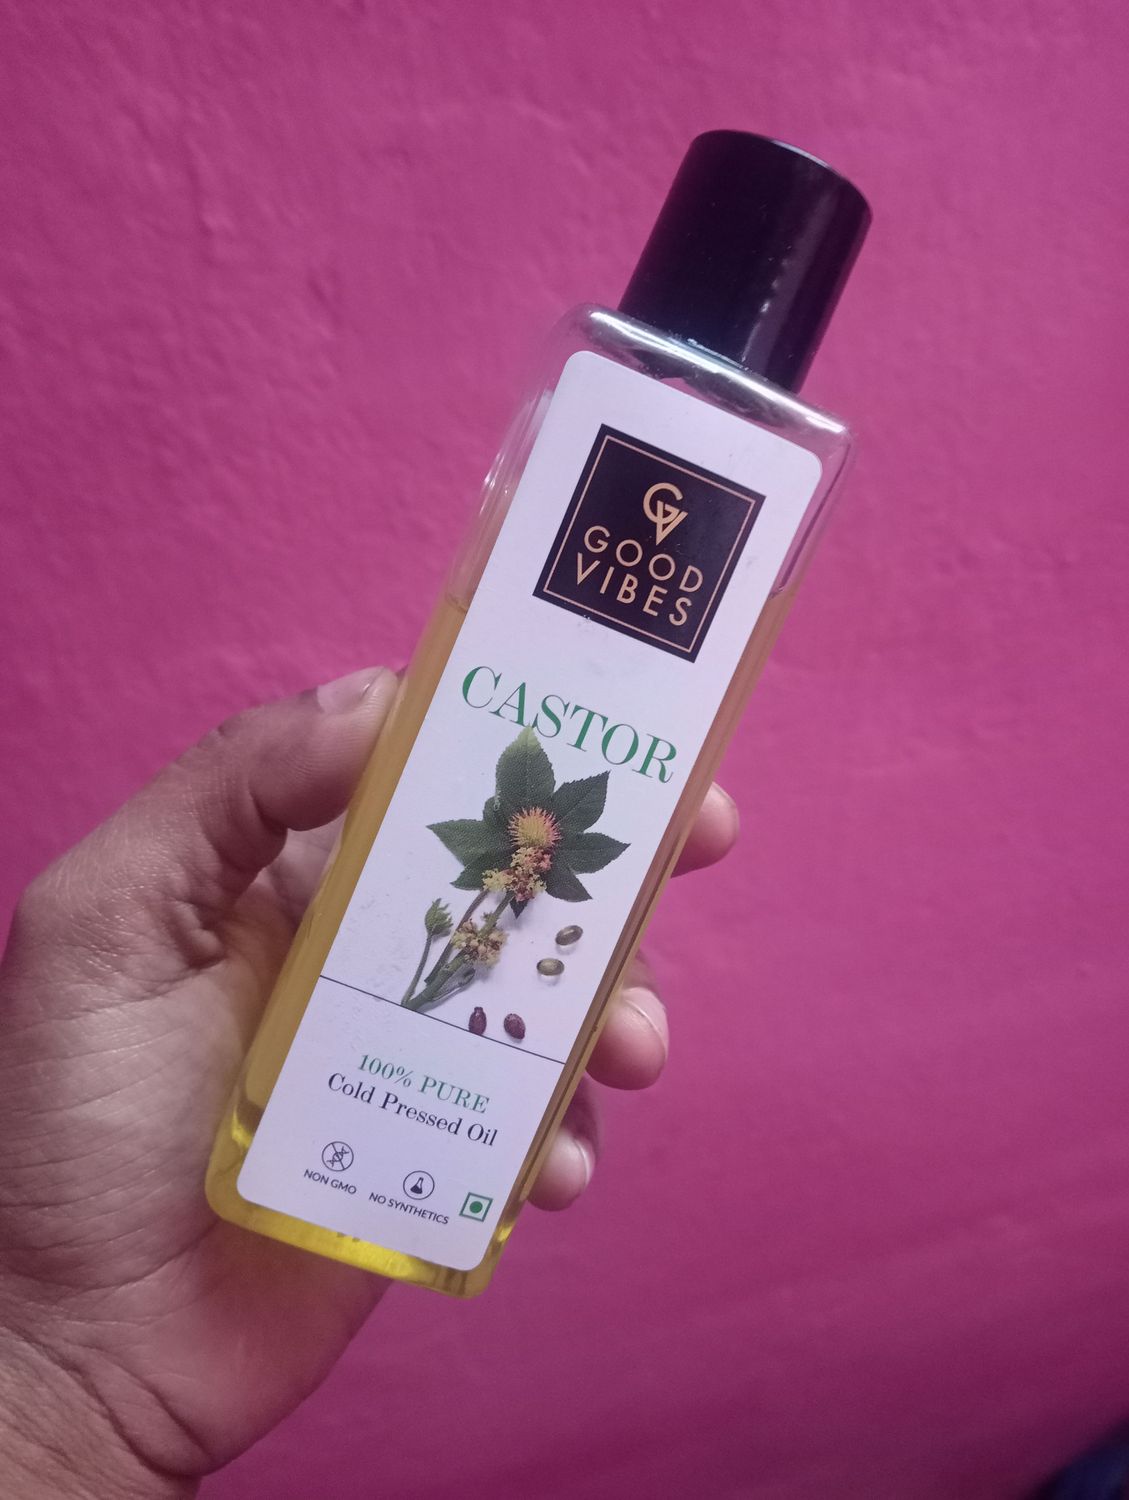 GV
GOOD
VIBES
CASTOR
100% PURE
Cold Pressed Oil
NON GMO
NO SYNTHETICS